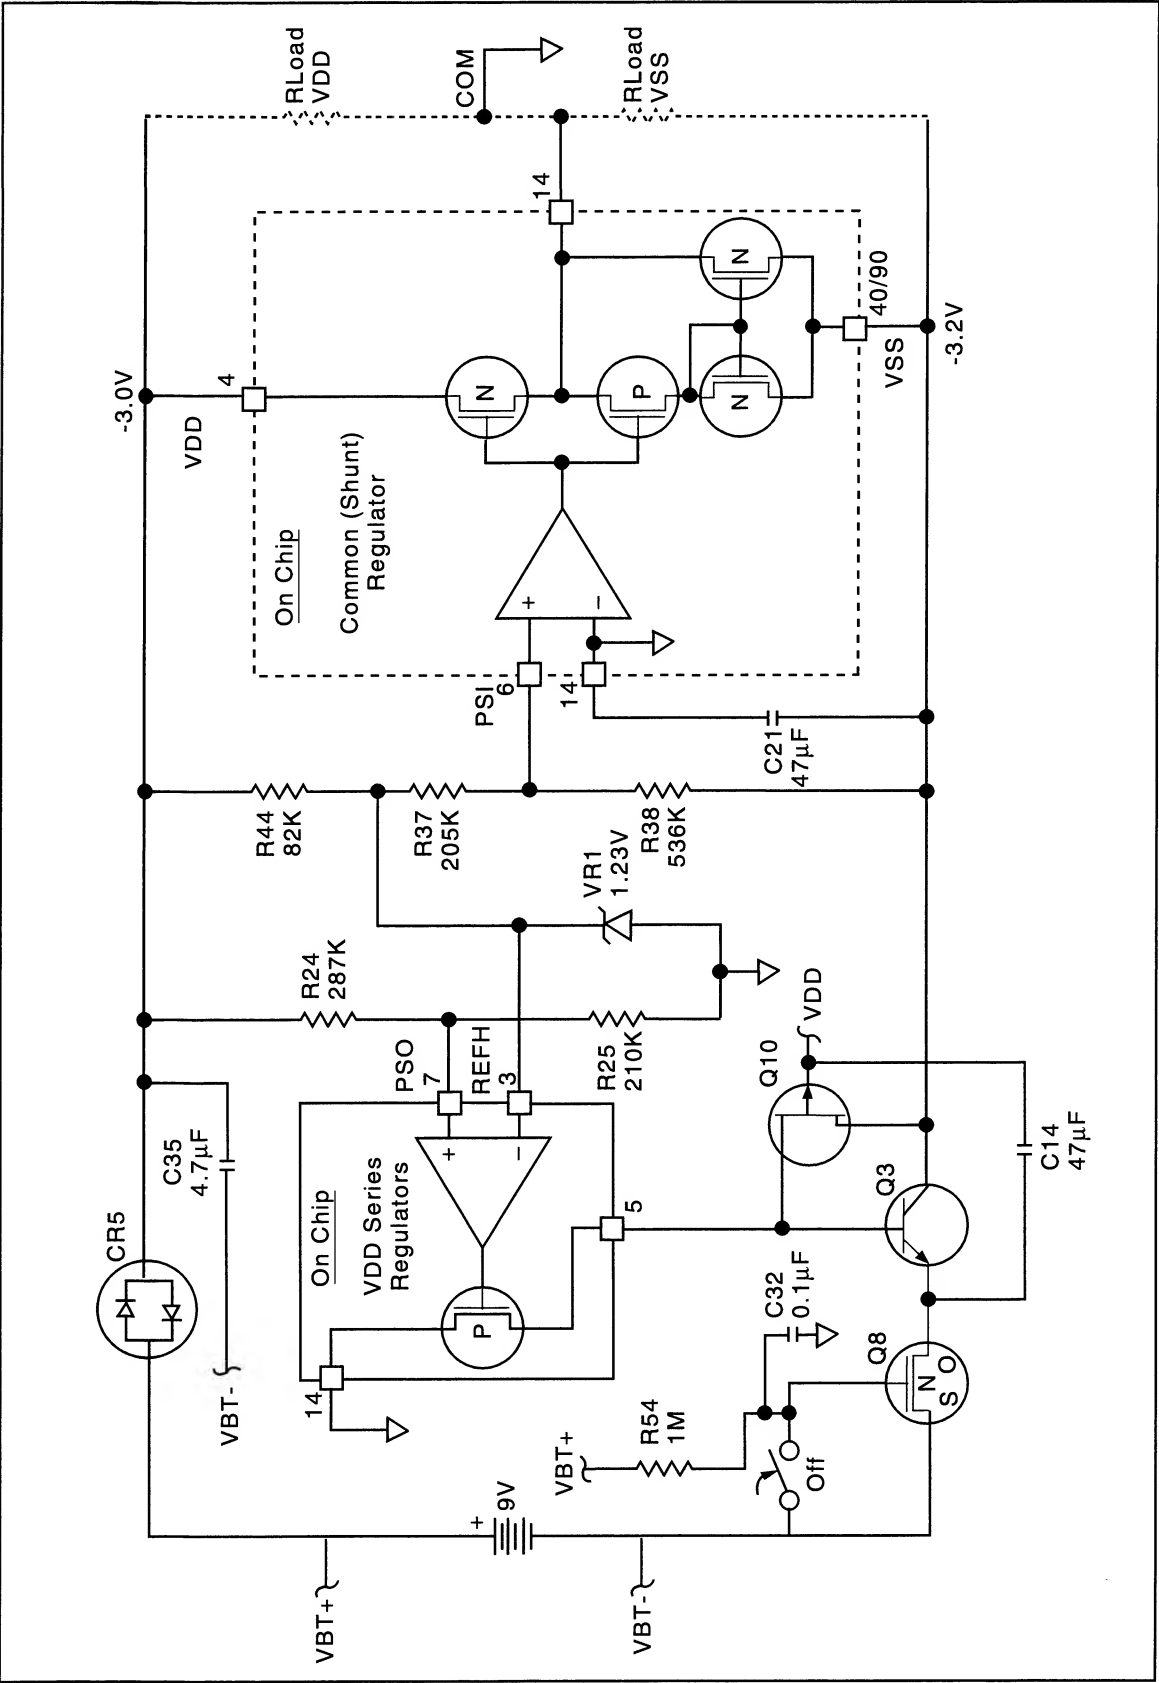 CR5
C35
4.7µF
VBT-
R24
287K
R44
82K
-3.0V
VDD
4
RLoad
VDD
VBT+
+
9V
VBT-
14
On Chip
VDD Series
Regulators
P
+
−
PSO
7
REFH
3
5
R25
210K
VR1
1.23V
R37
205K
R38
536K
PSI
6
14
On Chip
Common (Shunt)
Regulator
+
−
N
P
N
N
14
COM
RLoad
VSS
40/90
VSS
-3.2V
C21
47µF
VBT+
R54
1M
Off
C32
0.1µF
Q8
N
S
O
Q3
Q10
VDD
C14
47µF